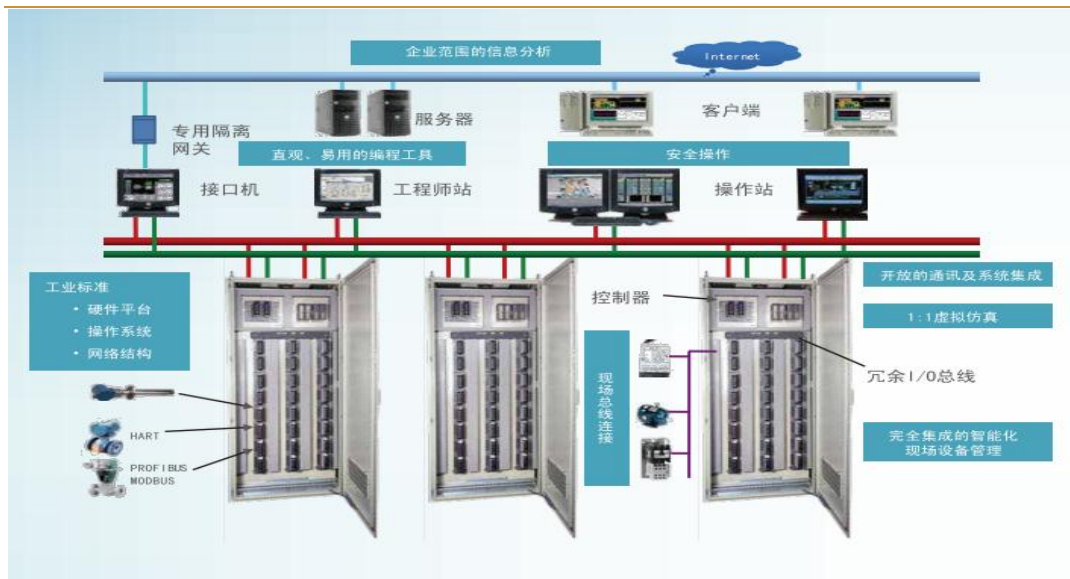 企业范围的信息分析
Internet
专用隔离
网关
服务器
客户端
直观、易用的编程工具
安全操作
接口机
工程师站
操作站
工业标准
·硬件平台
·操作系统
·网络结构
HART
PROFIBUS
MODBUS
控制器
现场总线连接
开放的通讯及系统集成
1:1虚拟仿真
冗余I/O总线
完全集成的智能化
现场设备管理